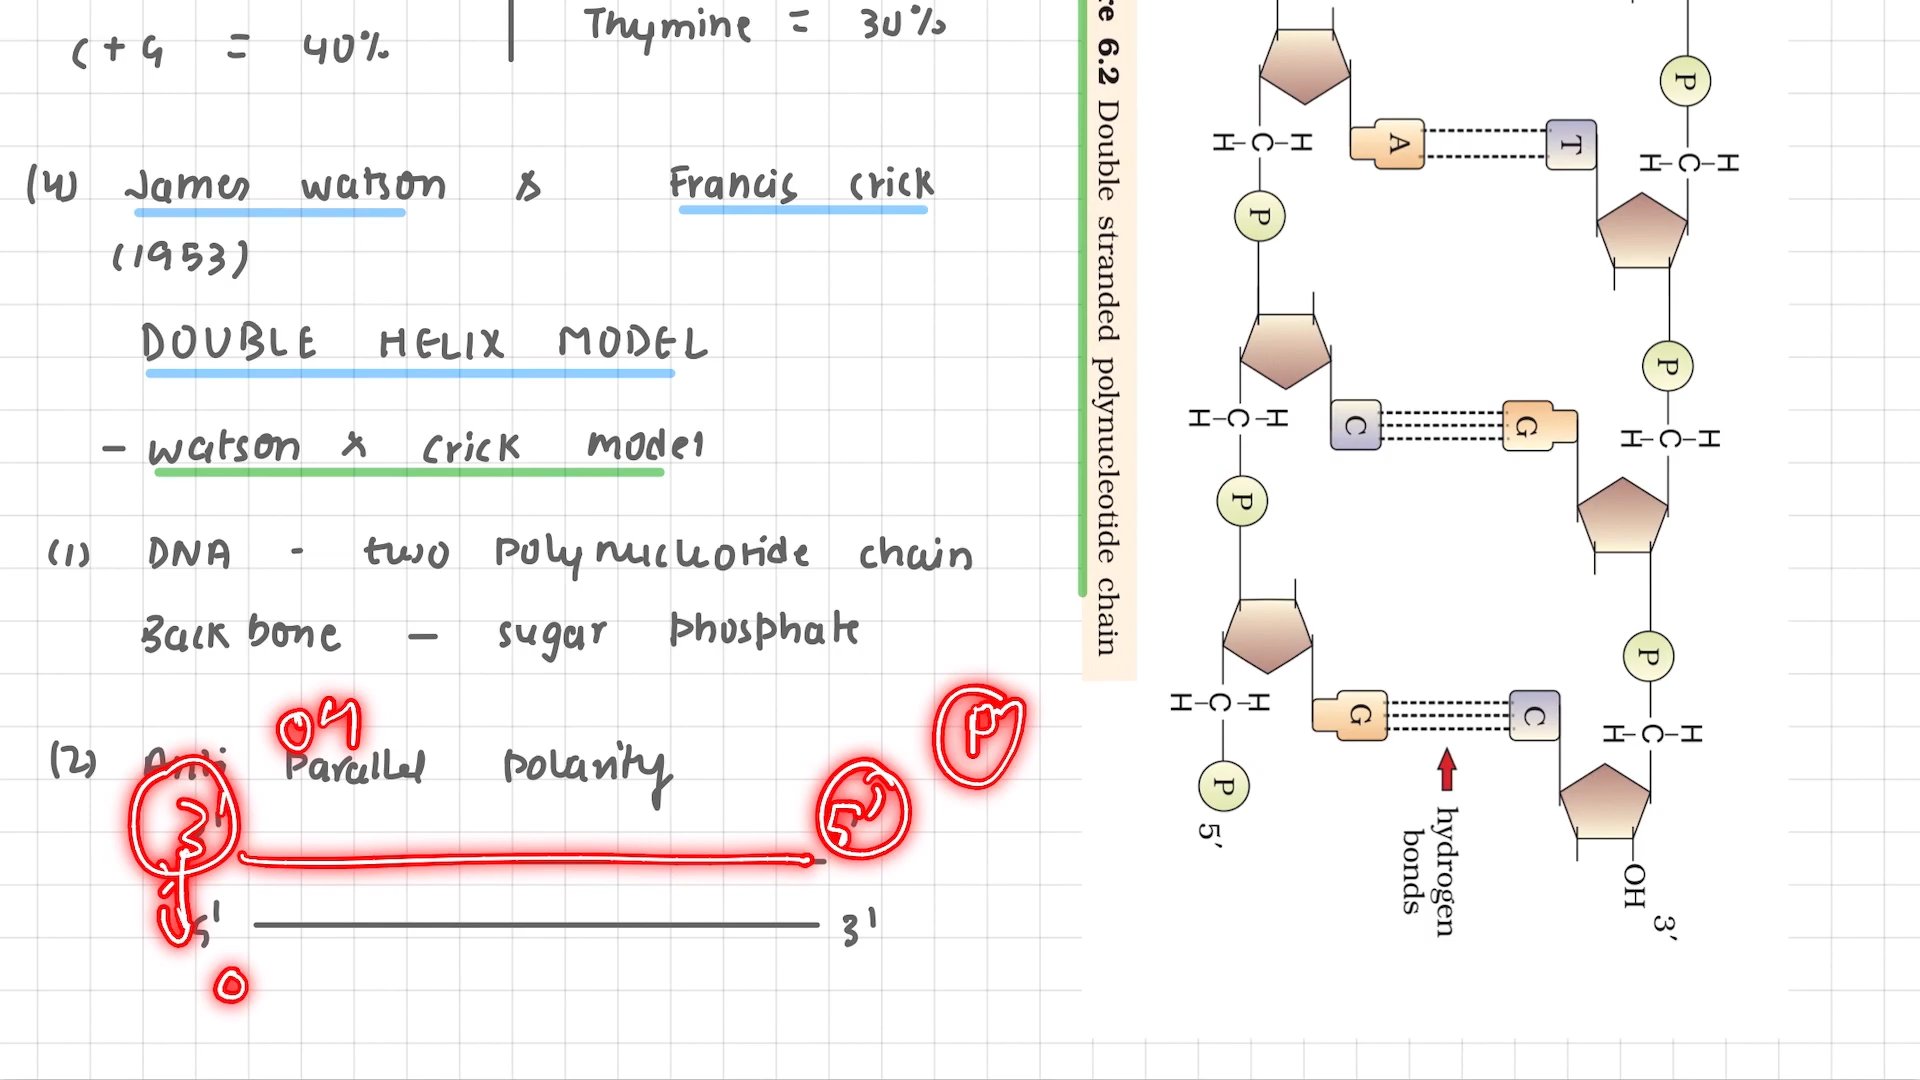 C + G = 40%
Thymine = 30%
(4) James watson & Francis crick
(1953)
DOUBLE HELIX MODEL
- watson & crick model
(1) DNA - two Polynucleotide chain
Back bone - sugar phosphate
OH
P
(2) Anti Parallel polarity
3' 5'
5' 3'
re 6.2 Double stranded polynucleotide chain
P
A T
H-C-H H-C-H
P
P
C G
H-C-H H-C-H
P
P
G C
H-C-H H-C-H
P
5'
hydrogen
bonds
OH
3'